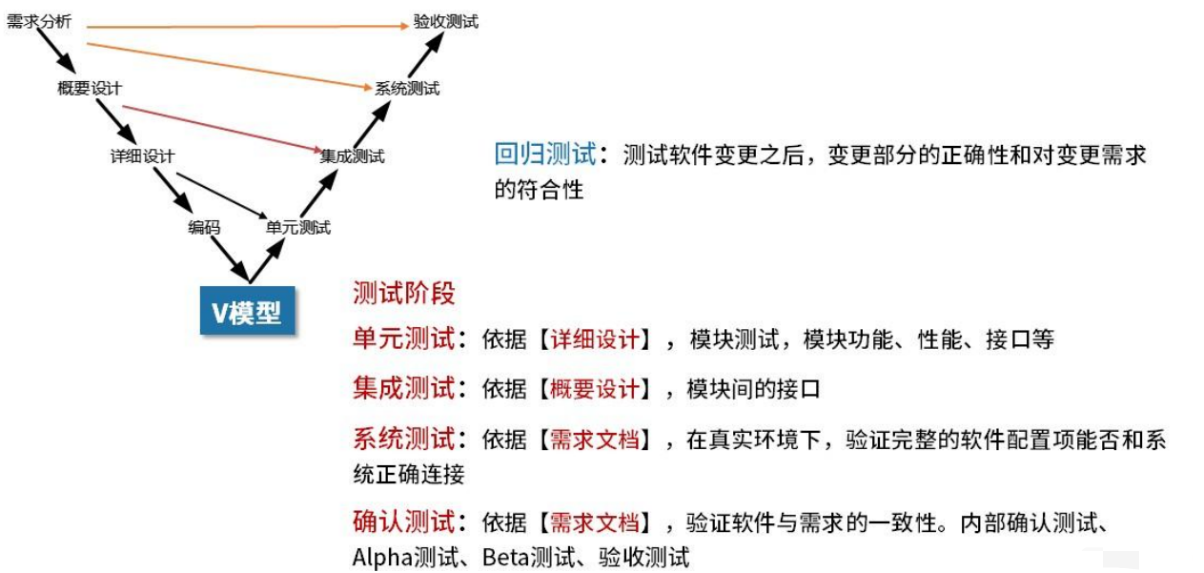 需求分析
验收测试
概要设计
系统测试
详细设计
集成测试
编码
单元测试
V模型
回归测试：测试软件变更之后，变更部分的正确性和对变更需求
的符合性
测试阶段
单元测试：依据【详细设计】，模块测试，模块功能、性能、接口等
集成测试：依据【概要设计】，模块间的接口
系统测试：依据【需求文档】，在真实环境下，验证完整的软件配置项能否和系
统正确连接
确认测试：依据【需求文档】，验证软件与需求的一致性。内部确认测试、
Alpha测试、Beta测试、验收测试